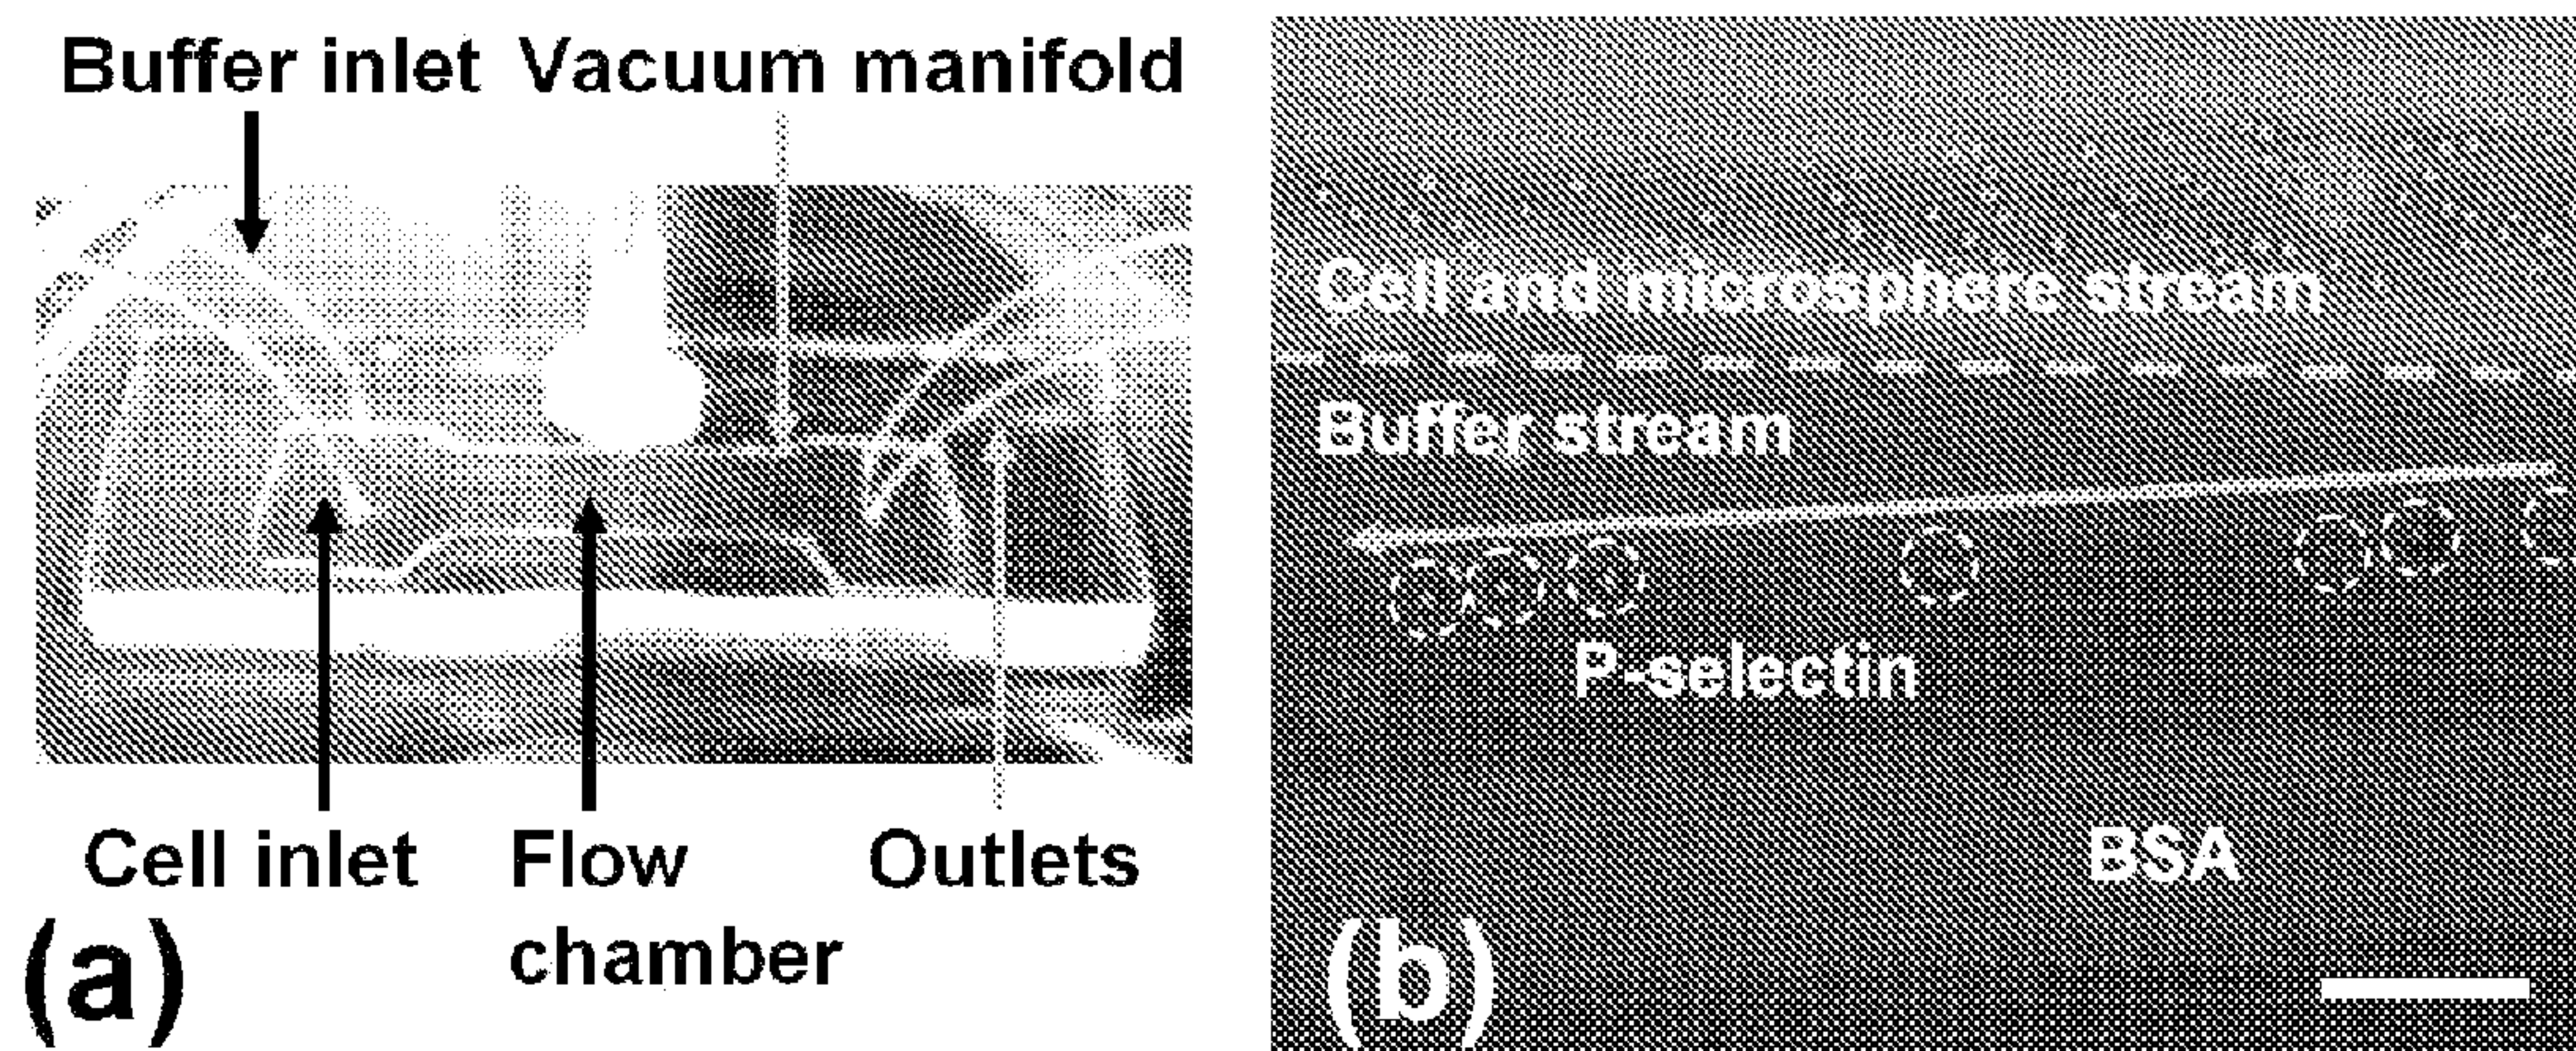 Buffer inlet Vacuum manifold
Cell inlet Flow chamber Outlets
(a)
Cell and microsphere stream
Buffer stream
P-selectin
BSA
(b)